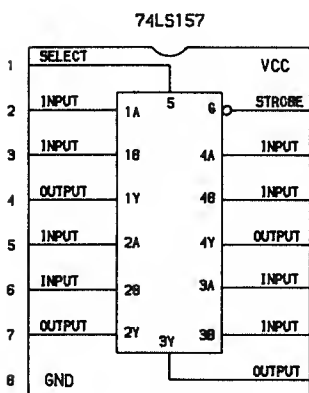 74LS157
1 SELECT S VCC
2 INPUT 1A G STROBE
3 INPUT 1B 4A INPUT
4 OUTPUT 1Y 4B INPUT
5 INPUT 2A 4Y OUTPUT
6 INPUT 2B 3A INPUT
7 OUTPUT 2Y 3B INPUT
3Y
8 GND OUTPUT